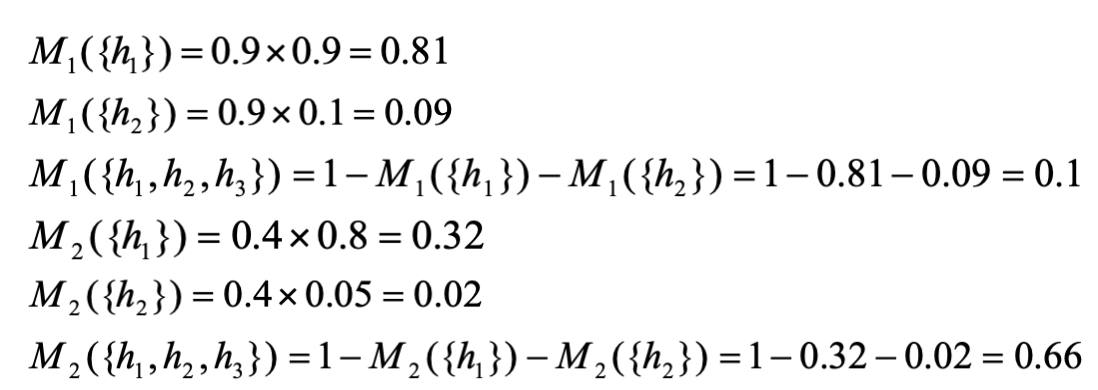 M₁({h₁}) = 0.9×0.9 = 0.81
M₁({h₂}) = 0.9×0.1 = 0.09
M₁({h₁,h₂,h₃}) = 1−M₁({h₁})−M₁({h₂}) = 1−0.81−0.09 = 0.1
M₂({h₁}) = 0.4×0.8 = 0.32
M₂({h₂}) = 0.4×0.05 = 0.02
M₂({h₁,h₂,h₃}) = 1−M₂({h₁})−M₂({h₂}) = 1−0.32−0.02 = 0.66